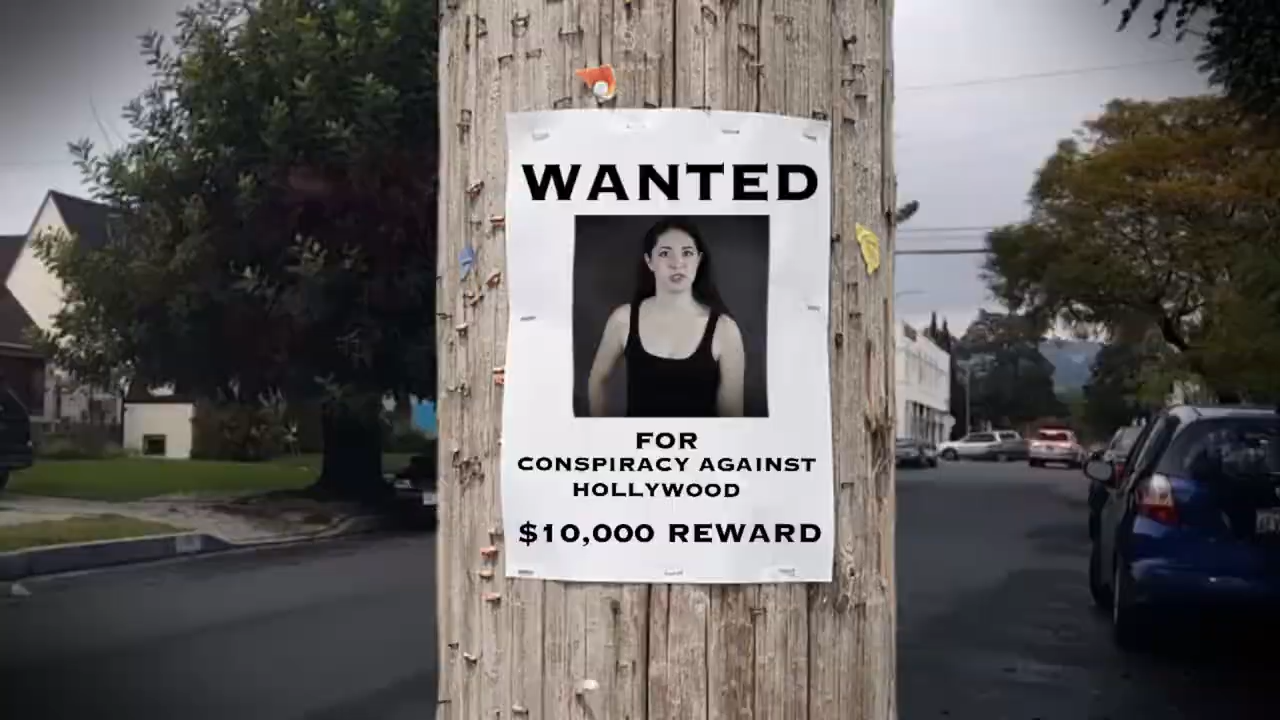 WANTED
FOR
CONSPIRACY AGAINST
HOLLYWOOD
$10,000 REWARD